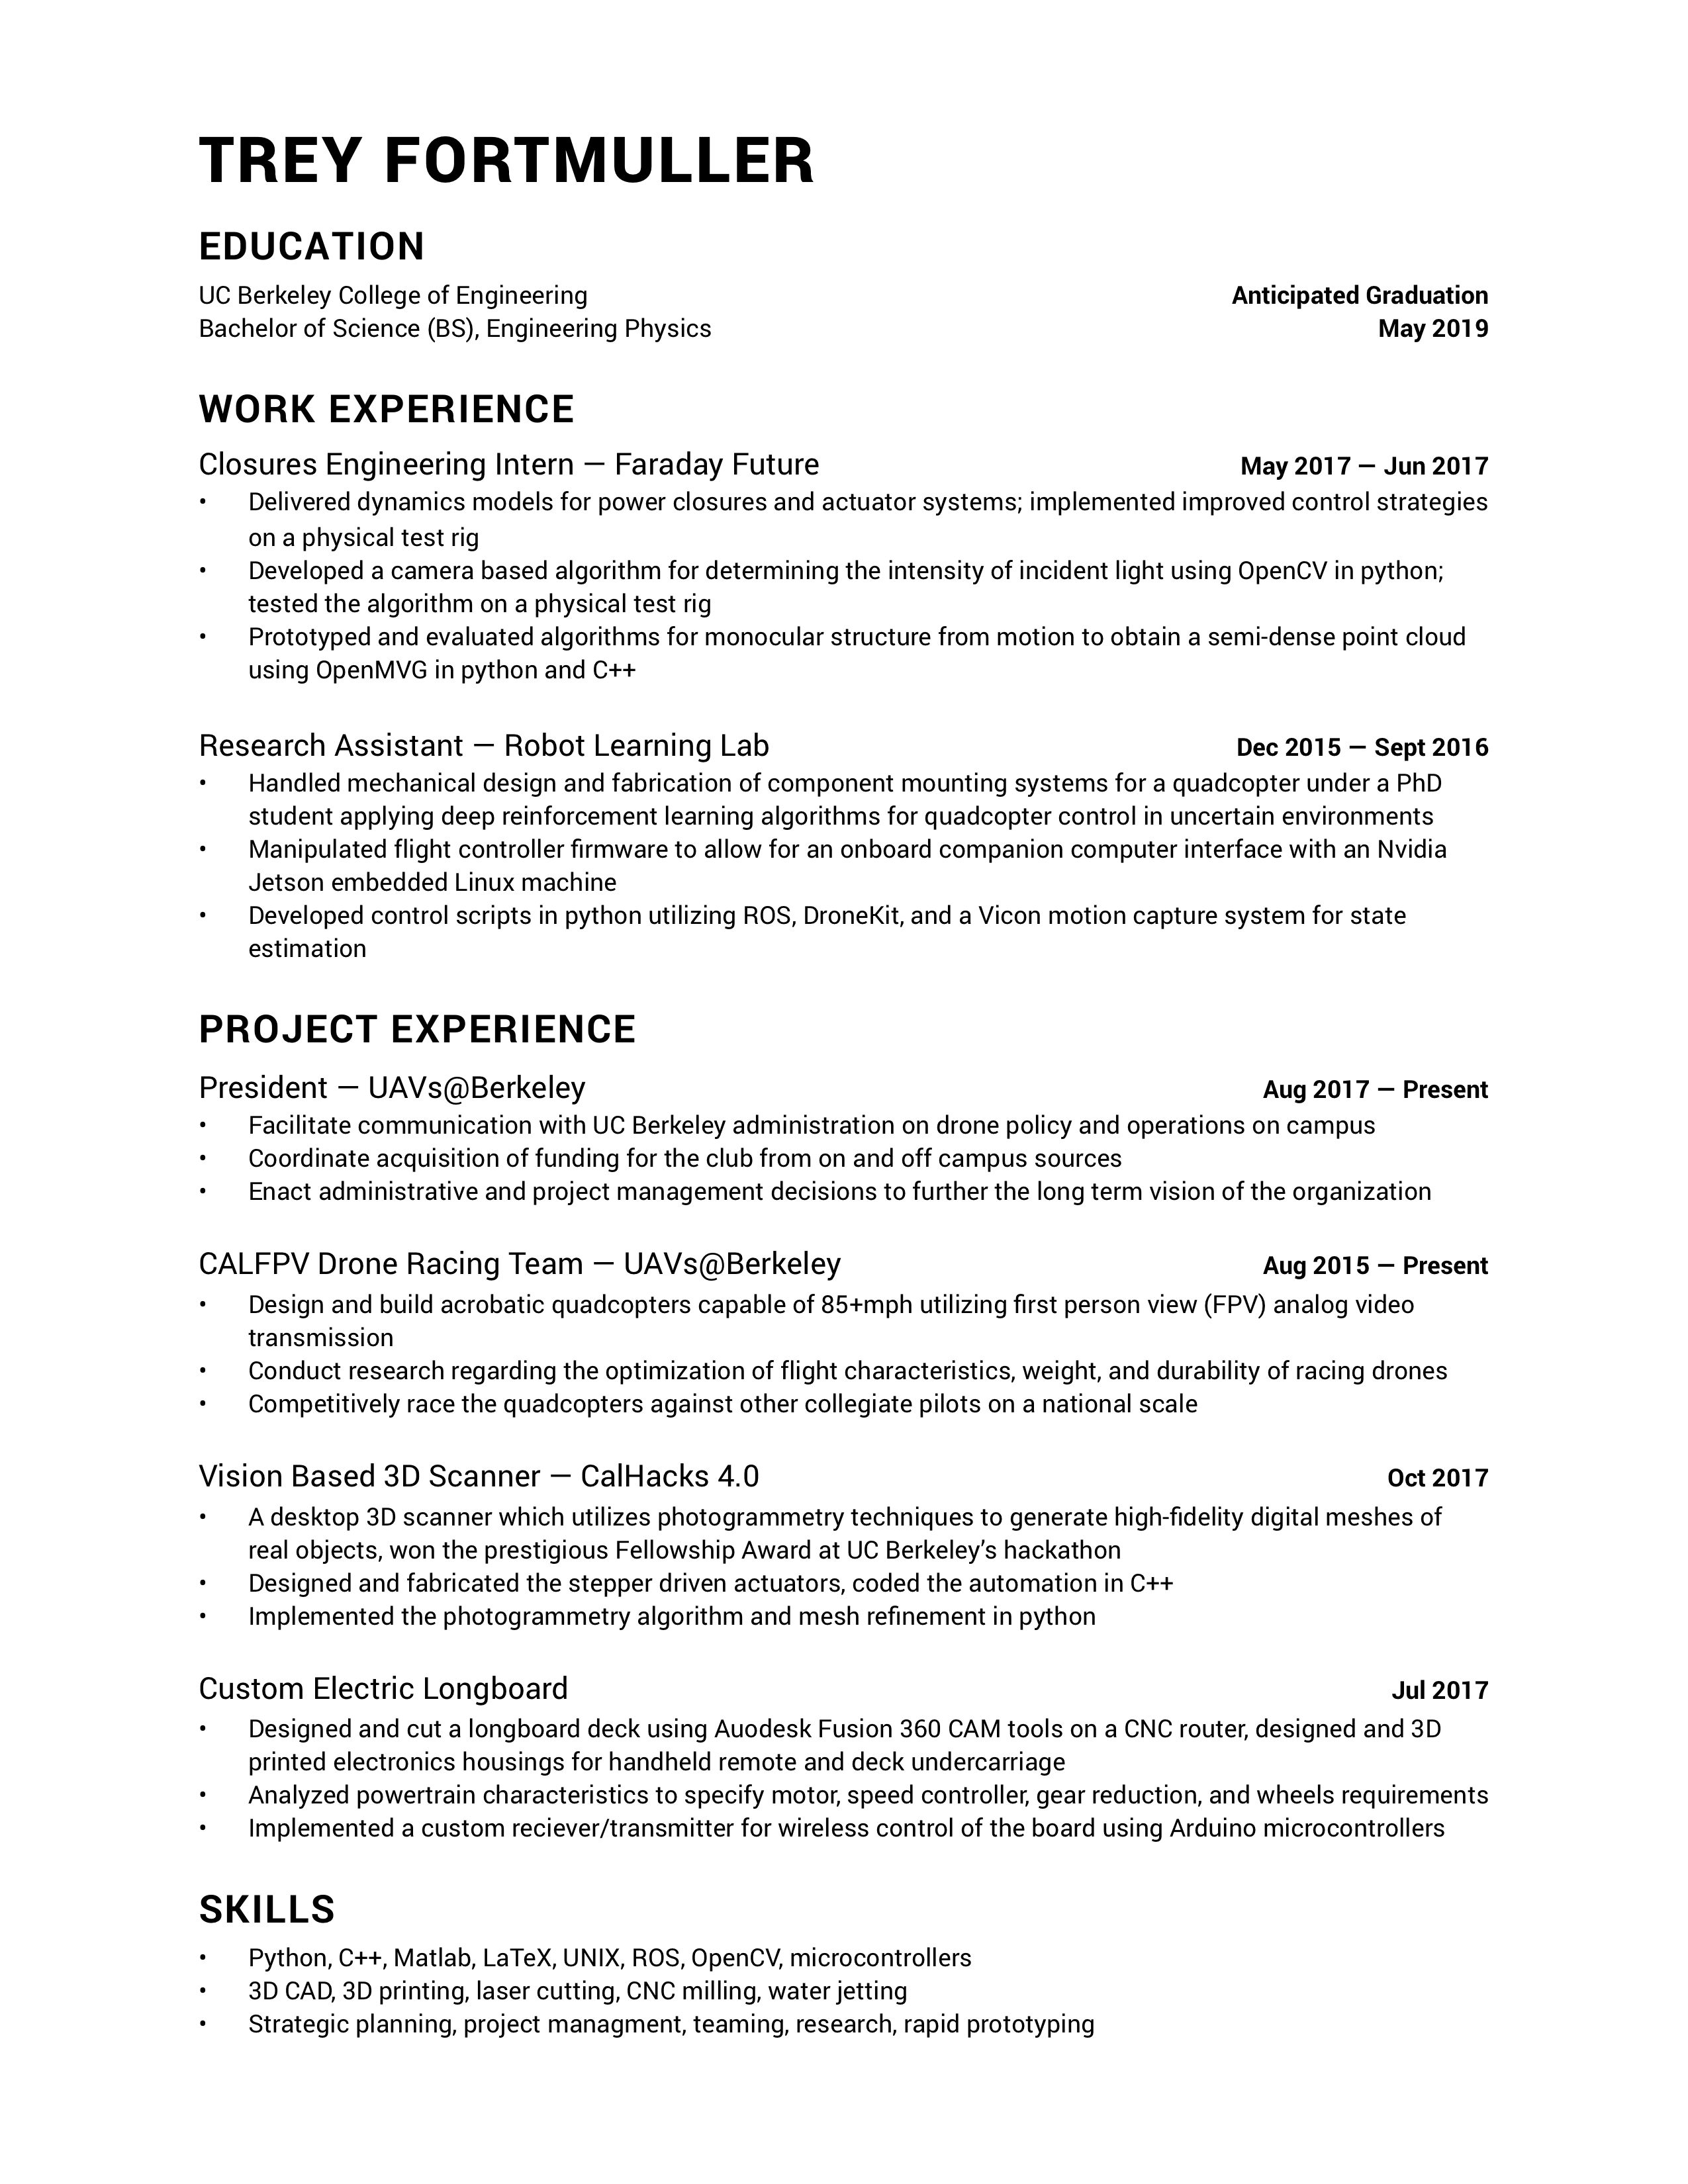 TREY FORTMULLER
EDUCATION
UC Berkeley College of Engineering Anticipated Graduation
Bachelor of Science (BS), Engineering Physics May 2019
WORK EXPERIENCE
Closures Engineering Intern — Faraday Future May 2017 — Jun 2017
• Delivered dynamics models for power closures and actuator systems; implemented improved control strategies
on a physical test rig
• Developed a camera based algorithm for determining the intensity of incident light using OpenCV in python;
tested the algorithm on a physical test rig
• Prototyped and evaluated algorithms for monocular structure from motion to obtain a semi-dense point cloud
using OpenMVG in python and C++
Research Assistant — Robot Learning Lab Dec 2015 — Sept 2016
• Handled mechanical design and fabrication of component mounting systems for a quadcopter under a PhD
student applying deep reinforcement learning algorithms for quadcopter control in uncertain environments
• Manipulated flight controller firmware to allow for an onboard companion computer interface with an Nvidia
Jetson embedded Linux machine
• Developed control scripts in python utilizing ROS, DroneKit, and a Vicon motion capture system for state
estimation
PROJECT EXPERIENCE
President — UAVs@Berkeley Aug 2017 — Present
• Facilitate communication with UC Berkeley administration on drone policy and operations on campus
• Coordinate acquisition of funding for the club from on and off campus sources
• Enact administrative and project management decisions to further the long term vision of the organization
CALFPV Drone Racing Team — UAVs@Berkeley Aug 2015 — Present
• Design and build acrobatic quadcopters capable of 85+mph utilizing first person view (FPV) analog video
transmission
• Conduct research regarding the optimization of flight characteristics, weight, and durability of racing drones
• Competitively race the quadcopters against other collegiate pilots on a national scale
Vision Based 3D Scanner — CalHacks 4.0 Oct 2017
• A desktop 3D scanner which utilizes photogrammetry techniques to generate high-fidelity digital meshes of
real objects, won the prestigious Fellowship Award at UC Berkeley’s hackathon
• Designed and fabricated the stepper driven actuators, coded the automation in C++
• Implemented the photogrammetry algorithm and mesh refinement in python
Custom Electric Longboard Jul 2017
• Designed and cut a longboard deck using Auodesk Fusion 360 CAM tools on a CNC router, designed and 3D
printed electronics housings for handheld remote and deck undercarriage
• Analyzed powertrain characteristics to specify motor, speed controller, gear reduction, and wheels requirements
• Implemented a custom reciever/transmitter for wireless control of the board using Arduino microcontrollers
SKILLS
• Python, C++, Matlab, LaTeX, UNIX, ROS, OpenCV, microcontrollers
• 3D CAD, 3D printing, laser cutting, CNC milling, water jetting
• Strategic planning, project managment, teaming, research, rapid prototyping